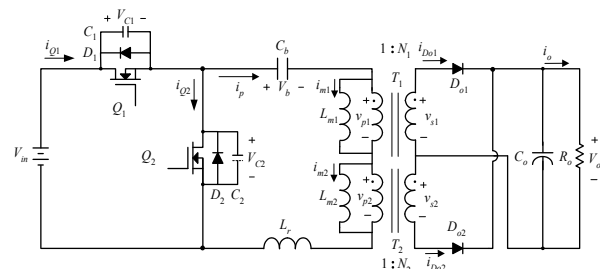 + V_C1 −
C_1
D_1
i_Q1
Q_1
i_Q2
i_p
C_b
+ V_b −
1:N_1
i_Do1
T_1
D_o1
i_o
i_m1
L_m1
+ v_p1 −
+ v_s1 −
V_in
Q_2
D_2 C_2
+ V_C2 −
C_o
R_o
+ V_o −
i_m2
L_m2
+ v_p2 −
+ v_s2 −
L_r
T_2
D_o2
i_Do2
1:N_2